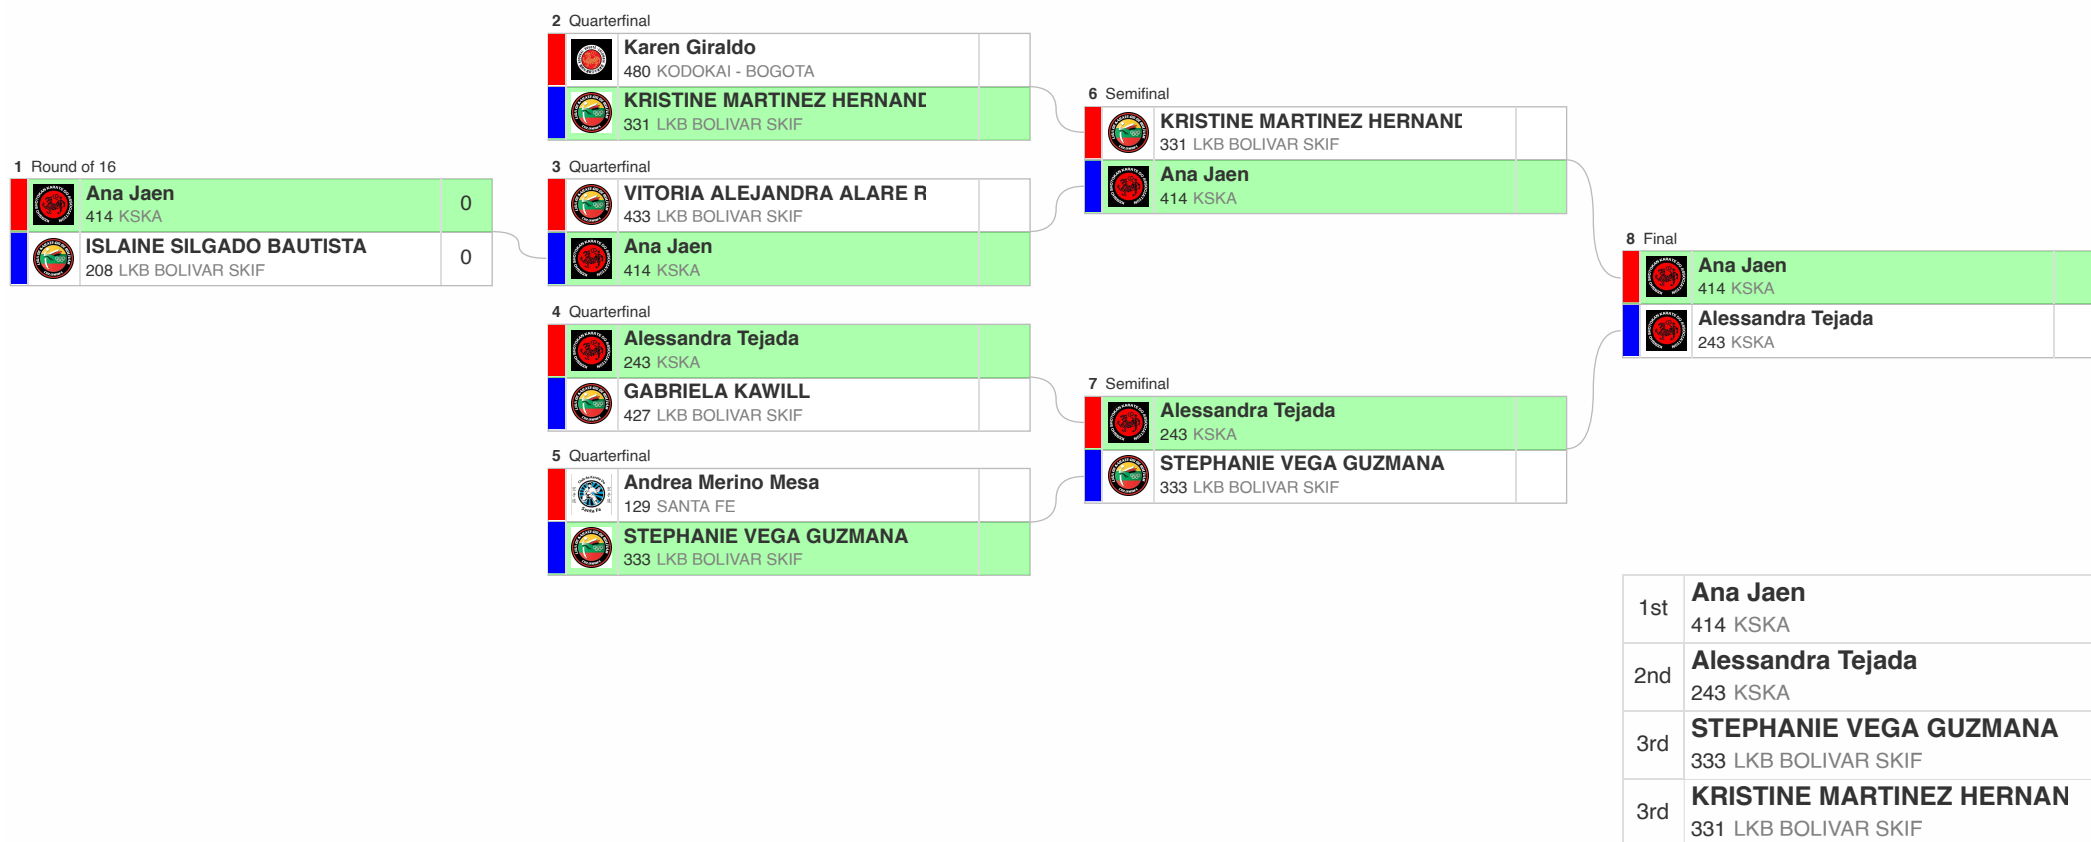 1 Round of 16
Ana Jaen
414 KSKA
0
ISLAINE SILGADO BAUTISTA
208 LKB BOLIVAR SKIF
0
2 Quarterfinal
Karen Giraldo
480 KODOKAI - BOGOTA
KRISTINE MARTINEZ HERNAND
331 LKB BOLIVAR SKIF
3 Quarterfinal
VITORIA ALEJANDRA ALARE R
433 LKB BOLIVAR SKIF
Ana Jaen
414 KSKA
4 Quarterfinal
Alessandra Tejada
243 KSKA
GABRIELA KAWILL
427 LKB BOLIVAR SKIF
5 Quarterfinal
Andrea Merino Mesa
129 SANTA FE
STEPHANIE VEGA GUZMANA
333 LKB BOLIVAR SKIF
6 Semifinal
KRISTINE MARTINEZ HERNAND
331 LKB BOLIVAR SKIF
Ana Jaen
414 KSKA
7 Semifinal
Alessandra Tejada
243 KSKA
STEPHANIE VEGA GUZMANA
333 LKB BOLIVAR SKIF
8 Final
Ana Jaen
414 KSKA
Alessandra Tejada
243 KSKA
1st
Ana Jaen
414 KSKA
2nd
Alessandra Tejada
243 KSKA
3rd
STEPHANIE VEGA GUZMANA
333 LKB BOLIVAR SKIF
3rd
KRISTINE MARTINEZ HERNAN
331 LKB BOLIVAR SKIF